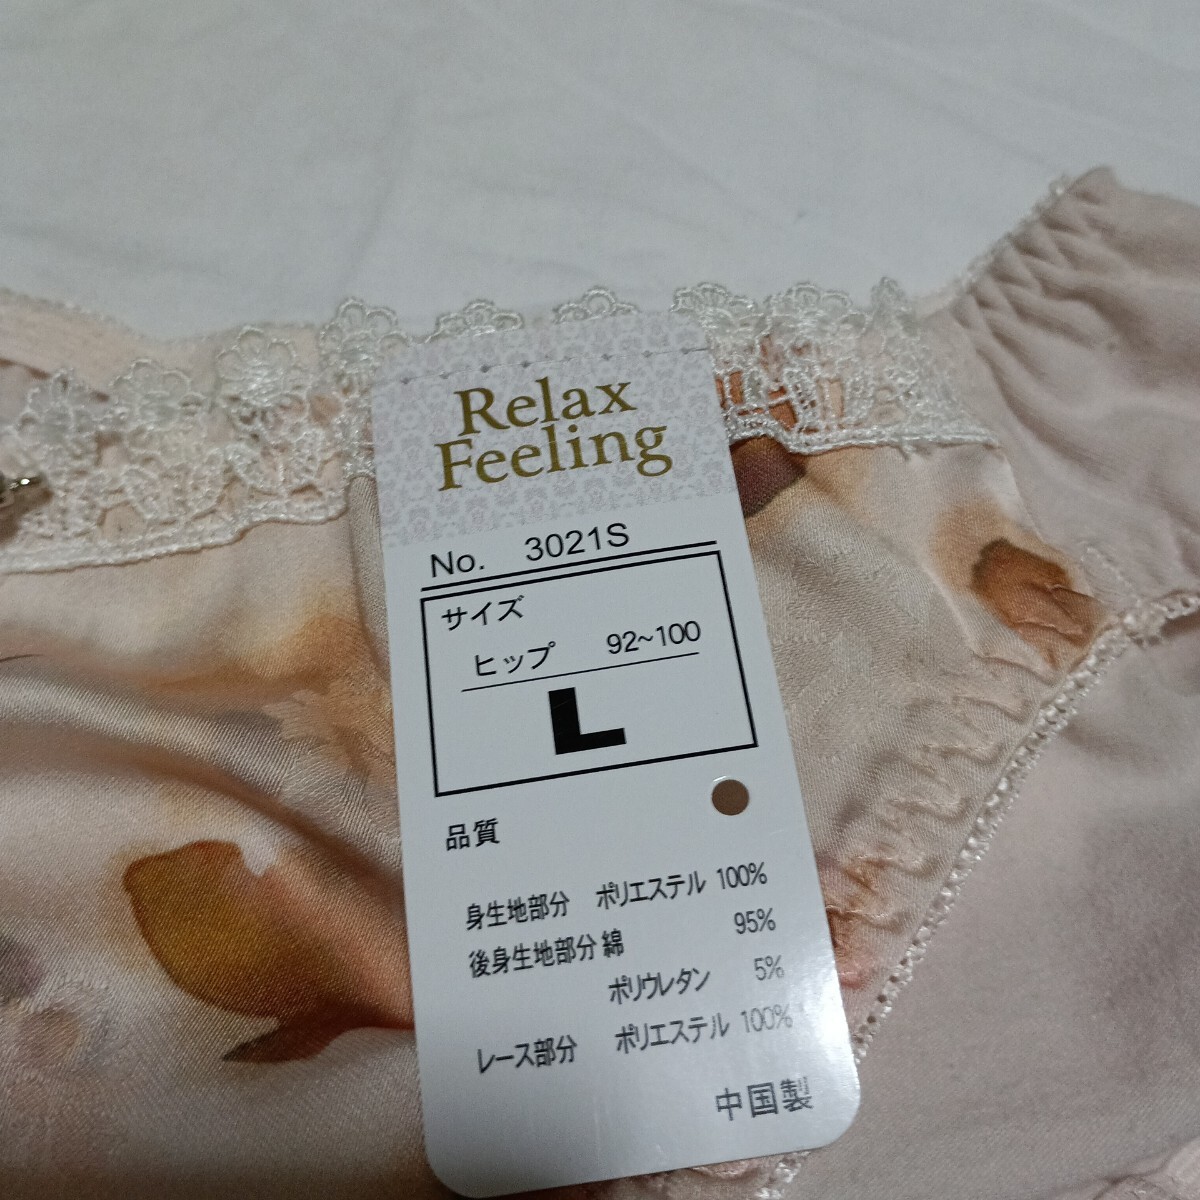 Relax
Feeling
No. 3021S
サイズ
ヒップ 92~100
L
品質
身生地部分 ポリエステル 100%
後身生地部分 綿 95%
ポリウレタン 5%
レース部分 ポリエステル 100%
中国製